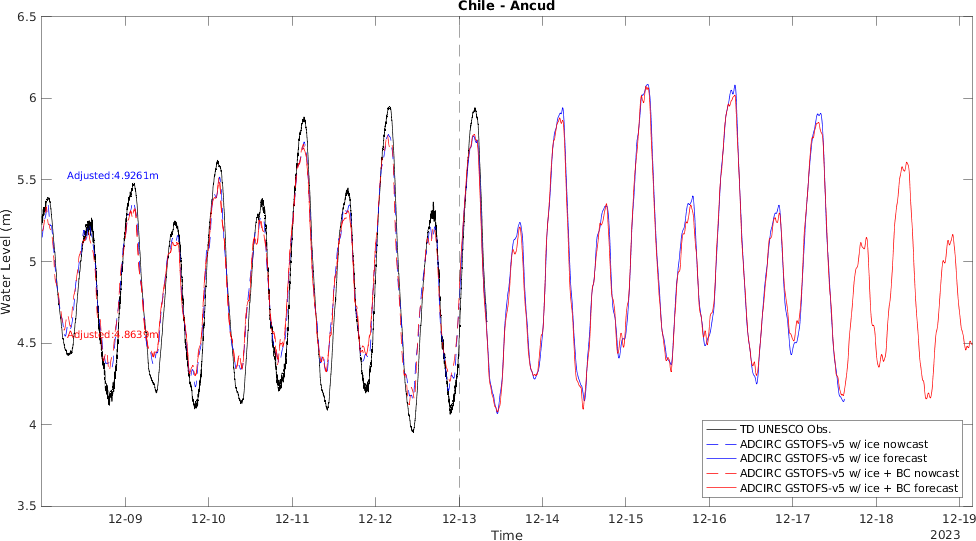 Chile - Ancud
6.5
6
5.5
5
4.5
4
3.5
Water Level (m)
Adjusted:4.9261m
Adjusted:4.8639m
TD UNESCO Obs.
ADCIRC GSTOFS-v5 w/ ice nowcast
ADCIRC GSTOFS-v5 w/ ice forecast
ADCIRC GSTOFS-v5 w/ ice + BC nowcast
ADCIRC GSTOFS-v5 w/ ice + BC forecast
12-09 12-10 12-11 12-12 12-13 12-14 12-15 12-16 12-17 12-18 12-19
Time 2023